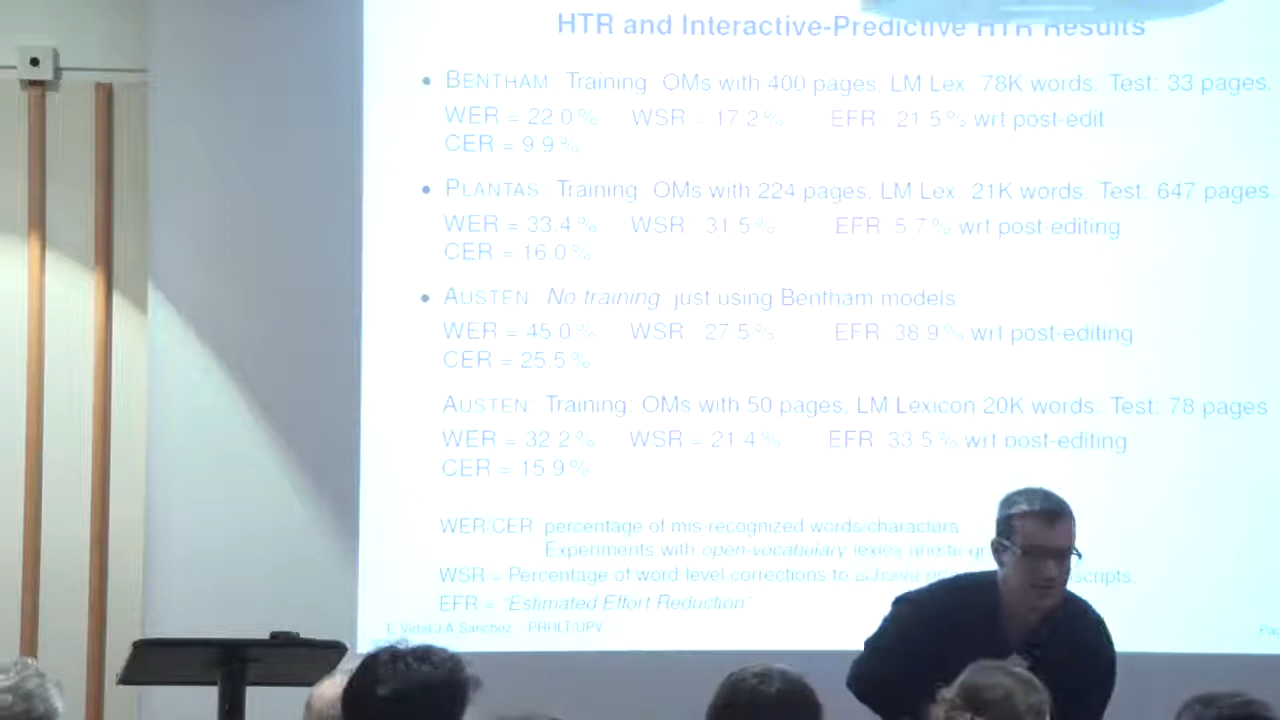 HTR and Interactive-Predictive HTR Results
• BENTHAM: Training: OMs with 400 pages, LM Lex: 78K words. Test: 33 pages.
WER = 22.0% WSR = 17.2% EFR: 21.5% wrt post-edit
CER = 9.9%
• PLANTAS: Training: OMs with 224 pages, LM Lex: 21K words. Test: 647 pages.
WER = 33.4% WSR: 31.5% EFR: 5.7% wrt post-editing
CER = 16.0%
• AUSTEN: No training, just using Bentham models
WER = 45.0% WSR: 27.5% EFR: 38.9% wrt post-editing
CER = 25.5%
AUSTEN: Training: OMs with 50 pages, LM Lexicon 20K words. Test: 78 pages
WER = 32.2% WSR = 21.4% EFR: 33.5% wrt post-editing
CER = 15.9%
WER/CER: percentage of mis-recognized words/characters
Experiments with open-vocabulary
WSR = Percentage of word-level corrections to
EFR = "Estimated Effort Reduction"
E. Vidal J.A. Sánchez PRHLT UPV